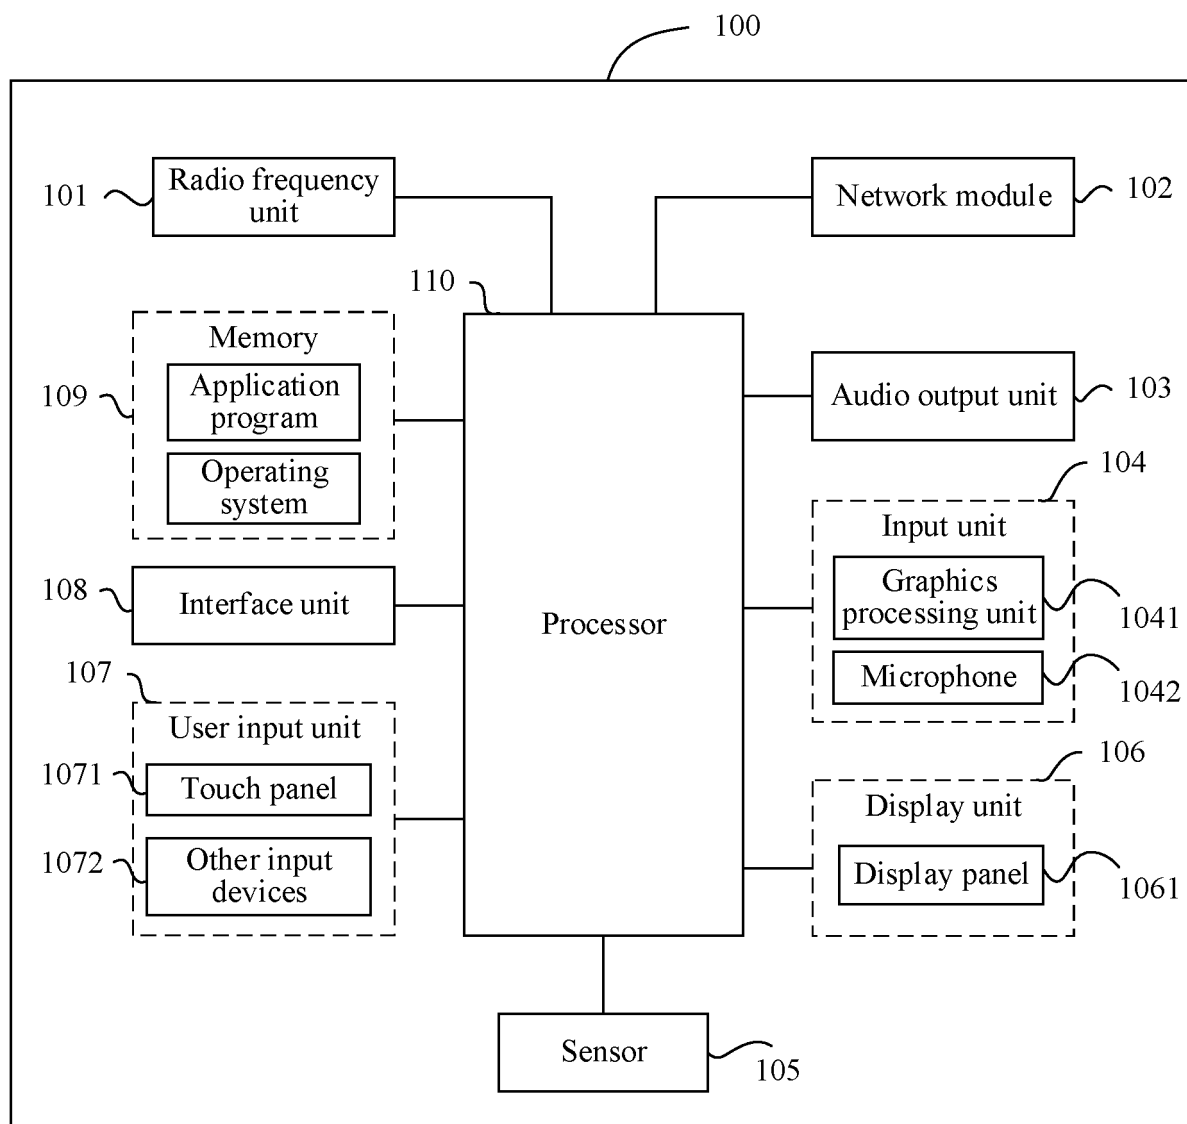 100
101
Radio frequency
unit
Network module
102
110
109
Memory
Application
program
Operating
system
Audio output unit
103
104
Input unit
Graphics
processing unit
1041
Microphone
1042
108
Interface unit
Processor
107
User input unit
1071
Touch panel
1072
Other input
devices
106
Display unit
Display panel
1061
Sensor
105